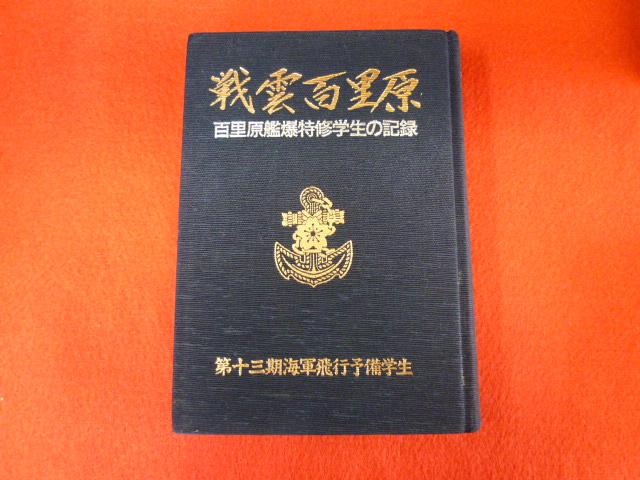 戦雲百里原
百里原艦爆特修学生の記録
第十三期海軍飛行予備学生